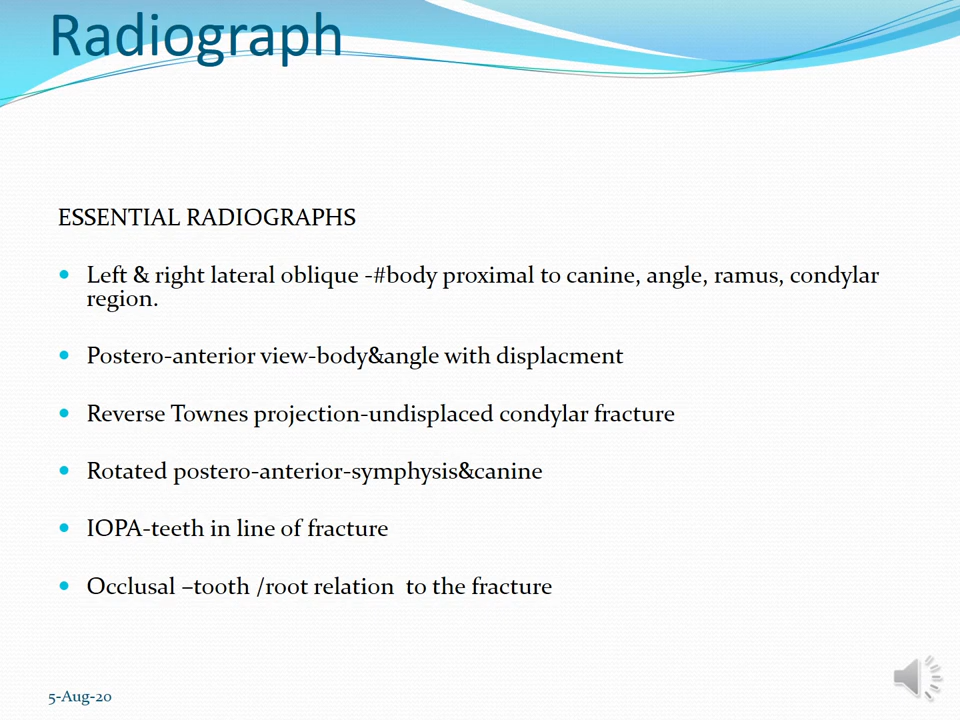 Radiograph
ESSENTIAL RADIOGRAPHS
• Left & right lateral oblique -#body proximal to canine, angle, ramus, condylar
region.
• Postero-anterior view-body&angle with displacment
• Reverse Townes projection-undisplaced condylar fracture
• Rotated postero-anterior-symphysis&canine
• IOPA-teeth in line of fracture
• Occlusal –tooth /root relation  to the fracture
5-Aug-20